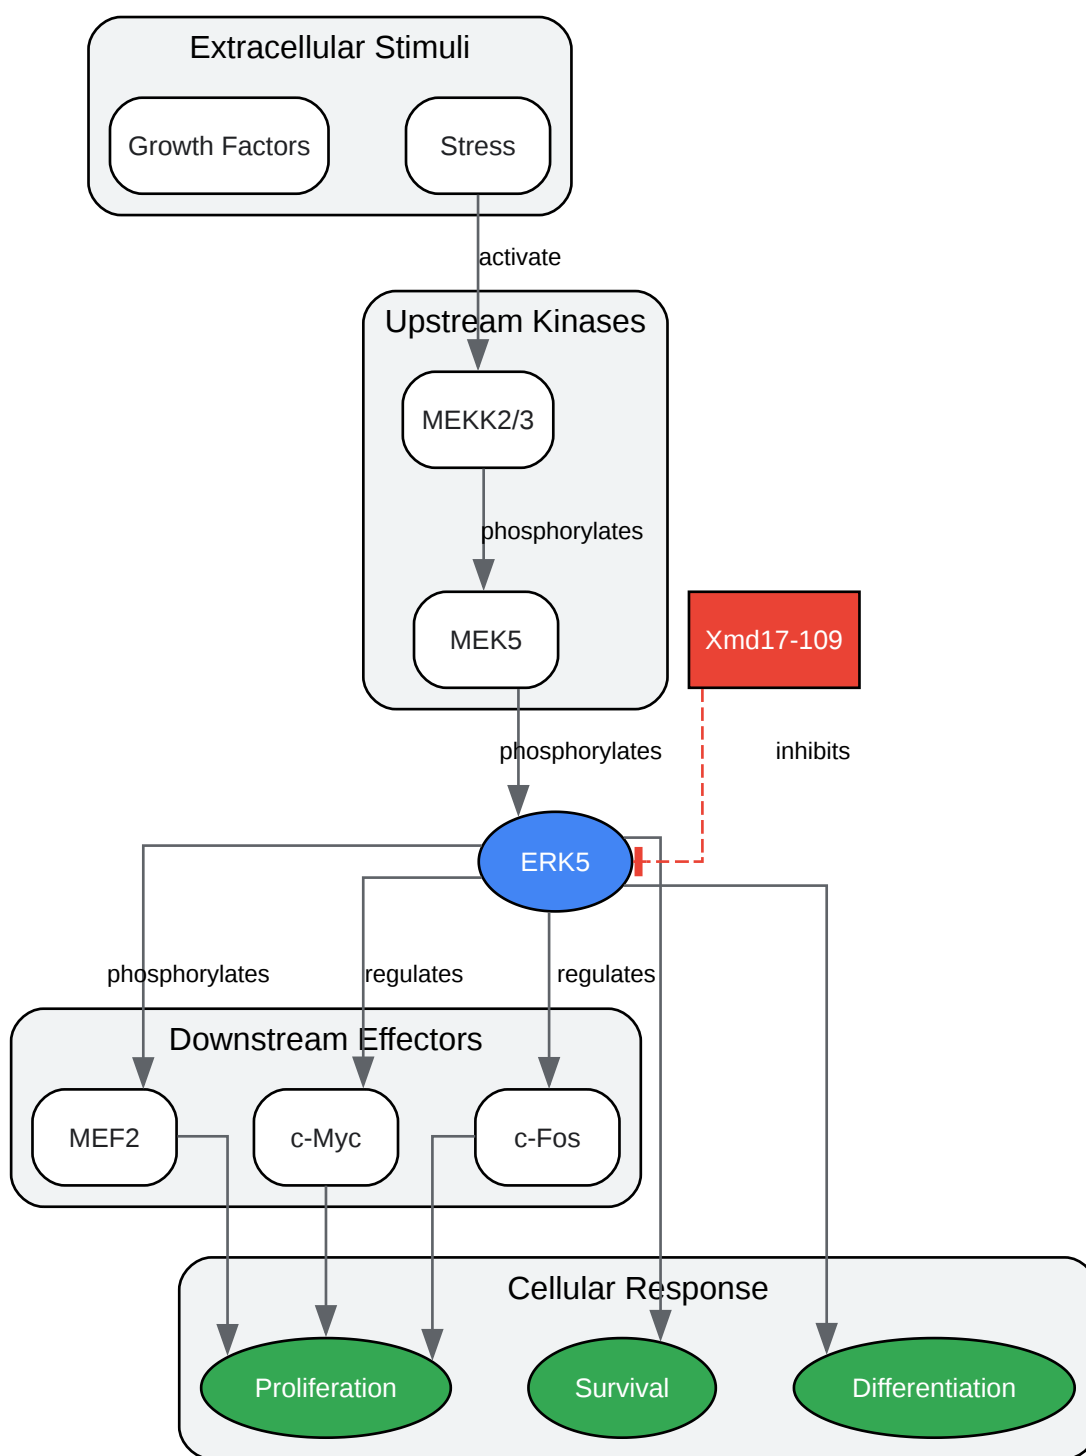 Extracellular Stimuli
Growth Factors
Stress
activate
Upstream Kinases
MEKK2/3
phosphorylates
MEK5
Xmd17-109
phosphorylates
inhibits
ERK5
phosphorylates
regulates
regulates
Downstream Effectors
MEF2
c-Myc
c-Fos
Cellular Response
Proliferation
Survival
Differentiation